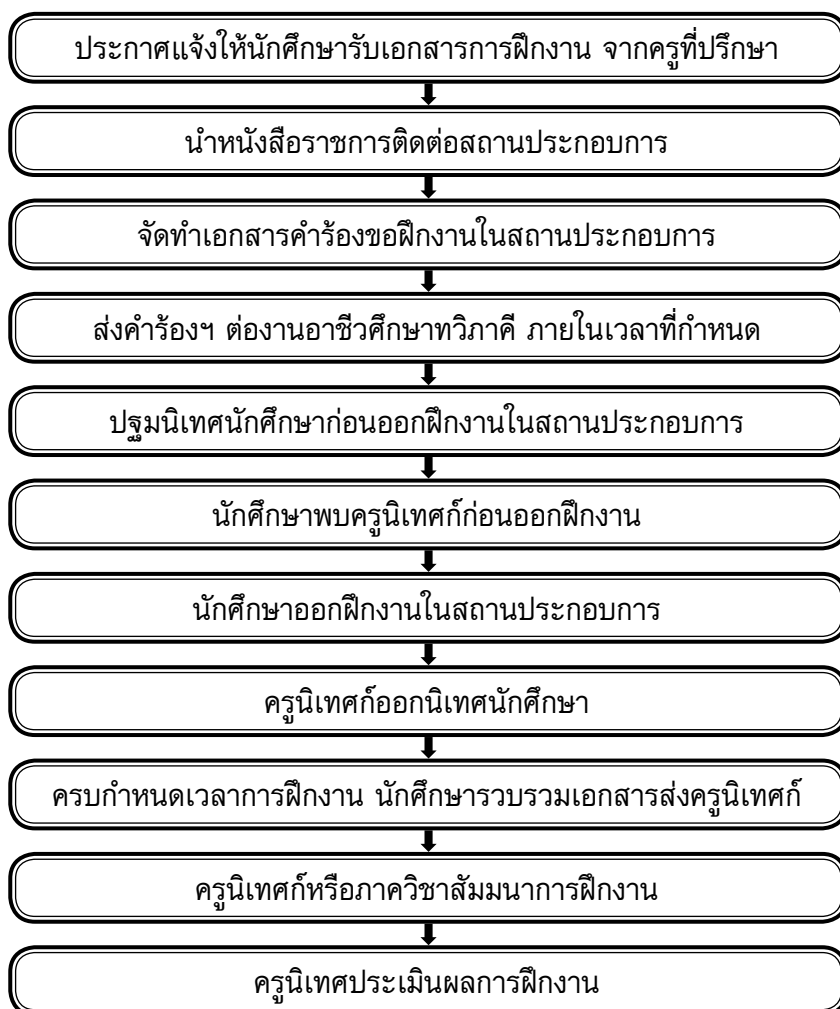 ประกาศแจ้งให้นักศึกษารับเอกสารการฝึกงาน จากครูที่ปรึกษา
นำหนังสือราชการติดต่อสถานประกอบการ
จัดทำเอกสารคำร้องขอฝึกงานในสถานประกอบการ
ส่งคำร้องฯ ต่องานอาชีวศึกษาทวิภาคี ภายในเวลาที่กำหนด
ปฐมนิเทศนักศึกษาก่อนออกฝึกงานในสถานประกอบการ
นักศึกษาพบครูนิเทศก์ก่อนออกฝึกงาน
นักศึกษาออกฝึกงานในสถานประกอบการ
ครูนิเทศก์ออกนิเทศนักศึกษา
ครบกำหนดเวลาการฝึกงาน นักศึกษารวบรวมเอกสารส่งครูนิเทศก์
ครูนิเทศก์หรือภาควิชาสัมมนาการฝึกงาน
ครูนิเทศประเมินผลการฝึกงาน